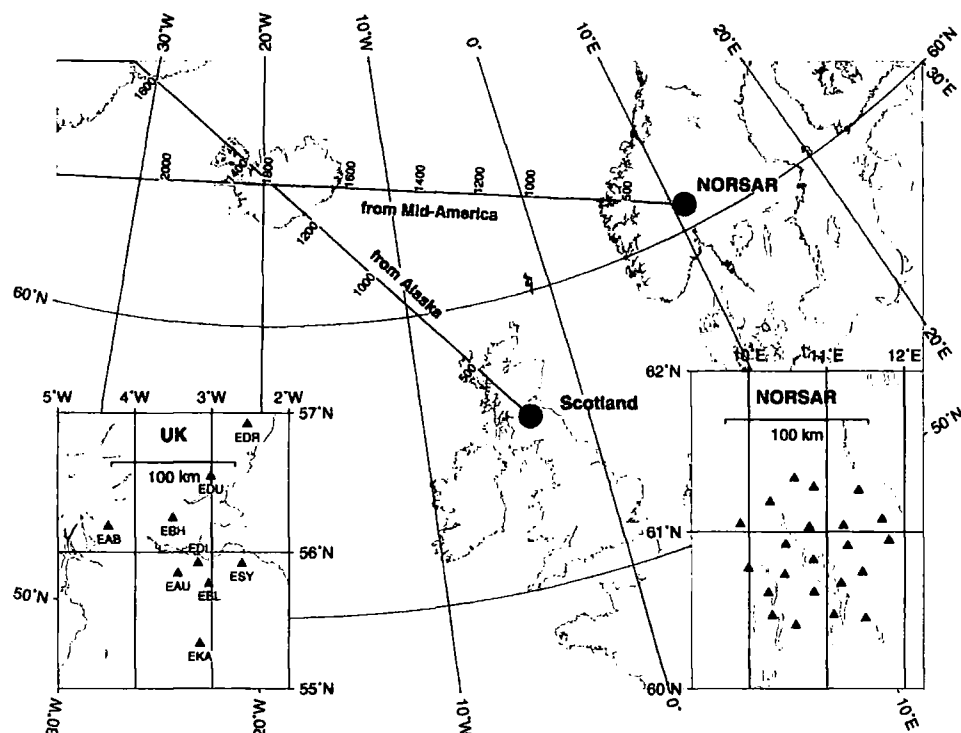 30°W
20°W
10°W
0°
10°E
20°E
60°N
30°E
1600
2000
1400
1800
1600
1400
1200
1000
500
NORSAR
from Mid-America
1200
from Alaska
1000
60°N
500
Scotland
20°E
10°E
11°E
12°E
5°W
4°W
3°W
2°W
57°N
62°N
UK
EDR
NORSAR
50°N
100 km
100 km
EDU
EBH
EAB
EDI
56°N
61°N
EAU
EBL
ESY
50°N
EKA
55°N
60°N
30°W
20°W
10°W
0°
10°E